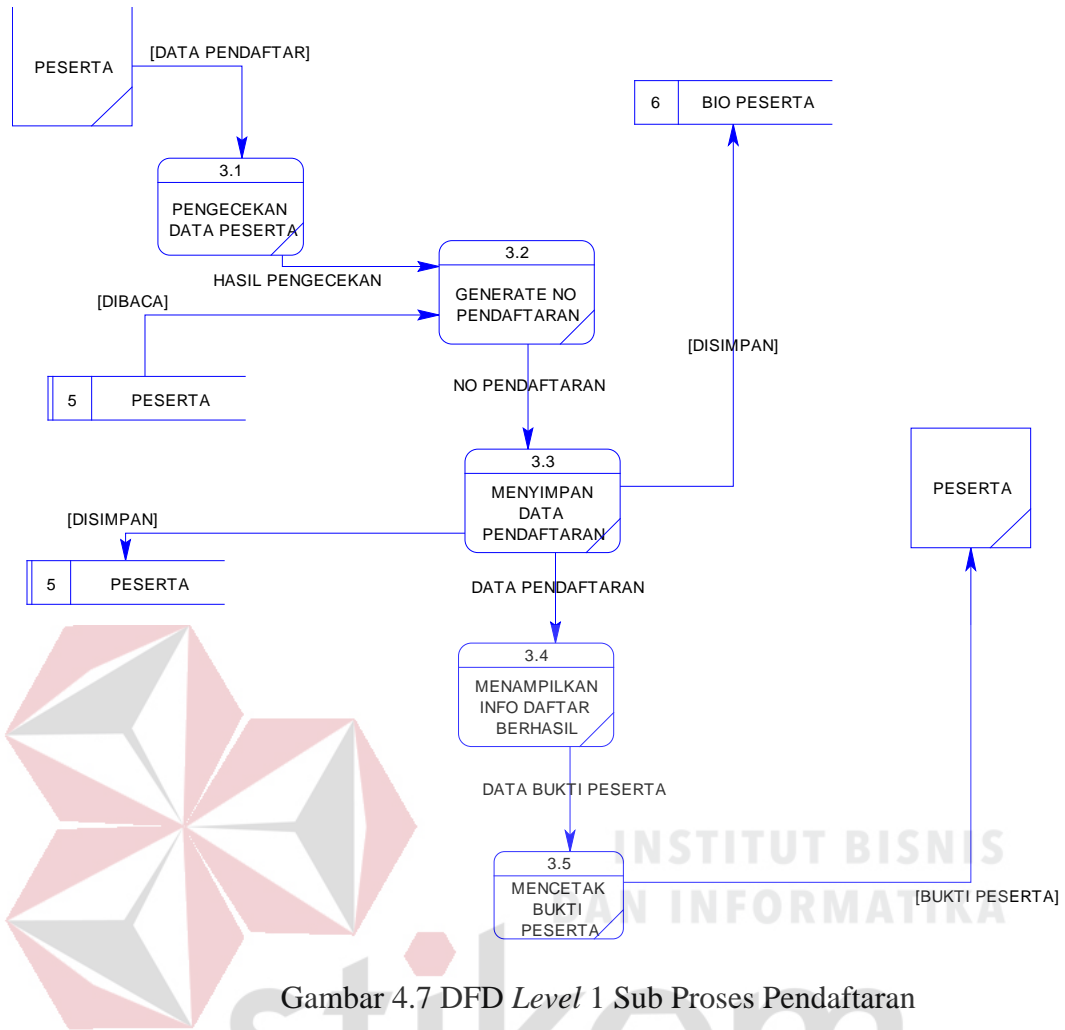 [DATA PENDAFTAR]
PESERTA
6
BIO PESERTA
3.1
PENGECEKAN
DATA PESERTA
3.2
HASIL PENGECEKAN
GENERATE NO
PENDAFTARAN
[DIBACA]
[DISIMPAN]
NO PENDAFTARAN
5
PESERTA
3.3
MENYIMPAN
DATA
PENDAFTARAN
PESERTA
[DISIMPAN]
5
PESERTA
DATA PENDAFTARAN
3.4
MENAMPILKAN
INFO DAFTAR
BERHASIL
DATA BUKTI PESERTA
INSTITUT BISNIS
DAN INFORMATIKA
3.5
MENCETAK
BUKTI
PESERTA
[BUKTI PESERTA]
Gambar 4.7 DFD Level 1 Sub Proses Pendaftaran
stikom